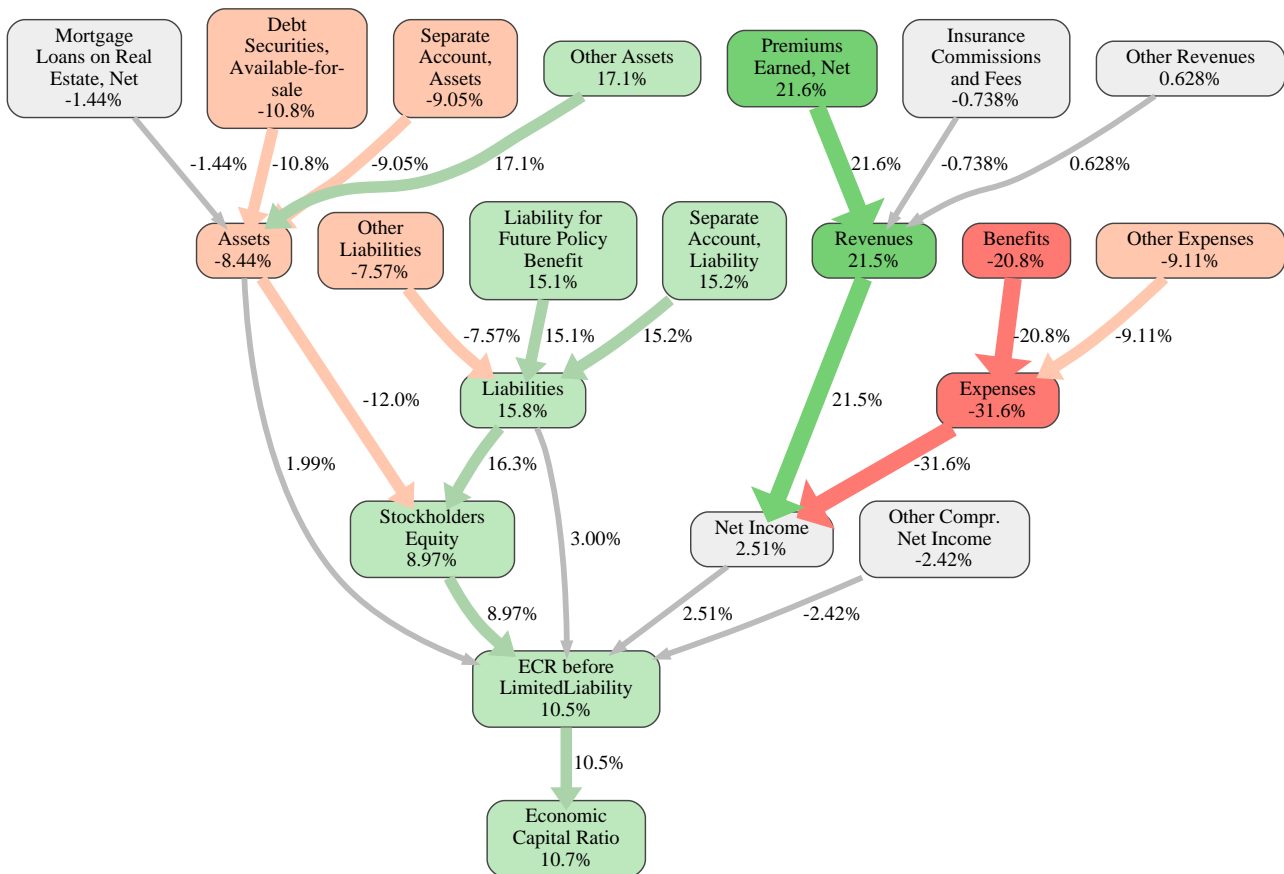 Mortgage
Loans on Real
Estate, Net
-1.44%
Debt
Securities,
Available-for-
sale
-10.8%
Separate
Account,
Assets
-9.05%
Other Assets
17.1%
Premiums
Earned, Net
21.6%
Insurance
Commissions
and Fees
-0.738%
Other Revenues
0.628%
-1.44%
-10.8%
-9.05%
17.1%
21.6%
-0.738%
0.628%
Assets
-8.44%
Other
Liabilities
-7.57%
Liability for
Future Policy
Benefit
15.1%
Separate
Account,
Liability
15.2%
Revenues
21.5%
Benefits
-20.8%
Other Expenses
-9.11%
-7.57%
15.1%
15.2%
-20.8%
-9.11%
Liabilities
15.8%
Expenses
-31.6%
-12.0%
21.5%
1.99%
16.3%
-31.6%
Stockholders
Equity
8.97%
3.00%
Net Income
2.51%
Other Compr.
Net Income
-2.42%
8.97%
2.51%
-2.42%
ECR before
LimitedLiability
10.5%
10.5%
Economic
Capital Ratio
10.7%